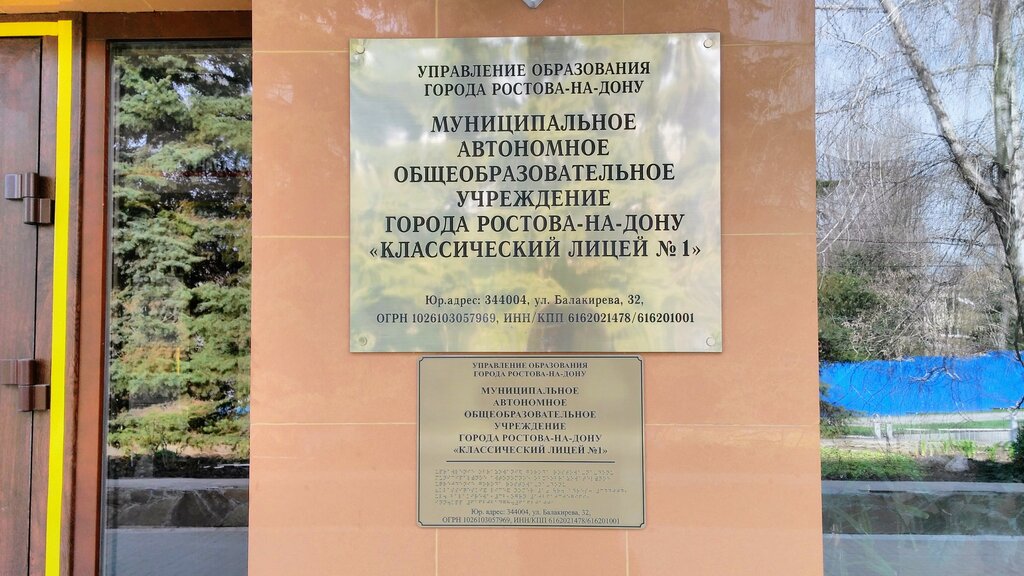 УПРАВЛЕНИЕ ОБРАЗОВАНИЯ
ГОРОДА РОСТОВА-НА-ДОНУ
МУНИЦИПАЛЬНОЕ
АВТОНОМНОЕ
ОБЩЕОБРАЗОВАТЕЛЬНОЕ
УЧРЕЖДЕНИЕ
ГОРОДА РОСТОВА-НА-ДОНУ
«КЛАССИЧЕСКИЙ ЛИЦЕЙ № 1»
Юр.адрес: 344004, ул. Балакирева, 32,
ОГРН 1026103057969, ИНН/КПП 6162021478/616201001
УПРАВЛЕНИЕ ОБРАЗОВАНИЯ
ГОРОДА РОСТОВА-НА-ДОНУ
МУНИЦИПАЛЬНОЕ
АВТОНОМНОЕ
ОБЩЕОБРАЗОВАТЕЛЬНОЕ
УЧРЕЖДЕНИЕ
ГОРОДА РОСТОВА-НА-ДОНУ
«КЛАССИЧЕСКИЙ ЛИЦЕЙ №1»
Юр. адрес: 344004, ул. Балакирева, 32,
ОГРН 1026103057969, ИНН/КПП 6162021478/616201001